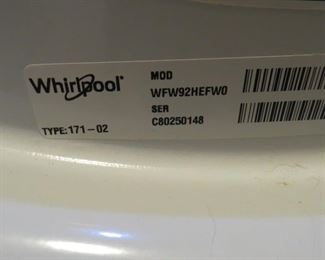 Whirlpool
MOD
WFW92HEFW0
SER
C80250148
TYPE:171-02